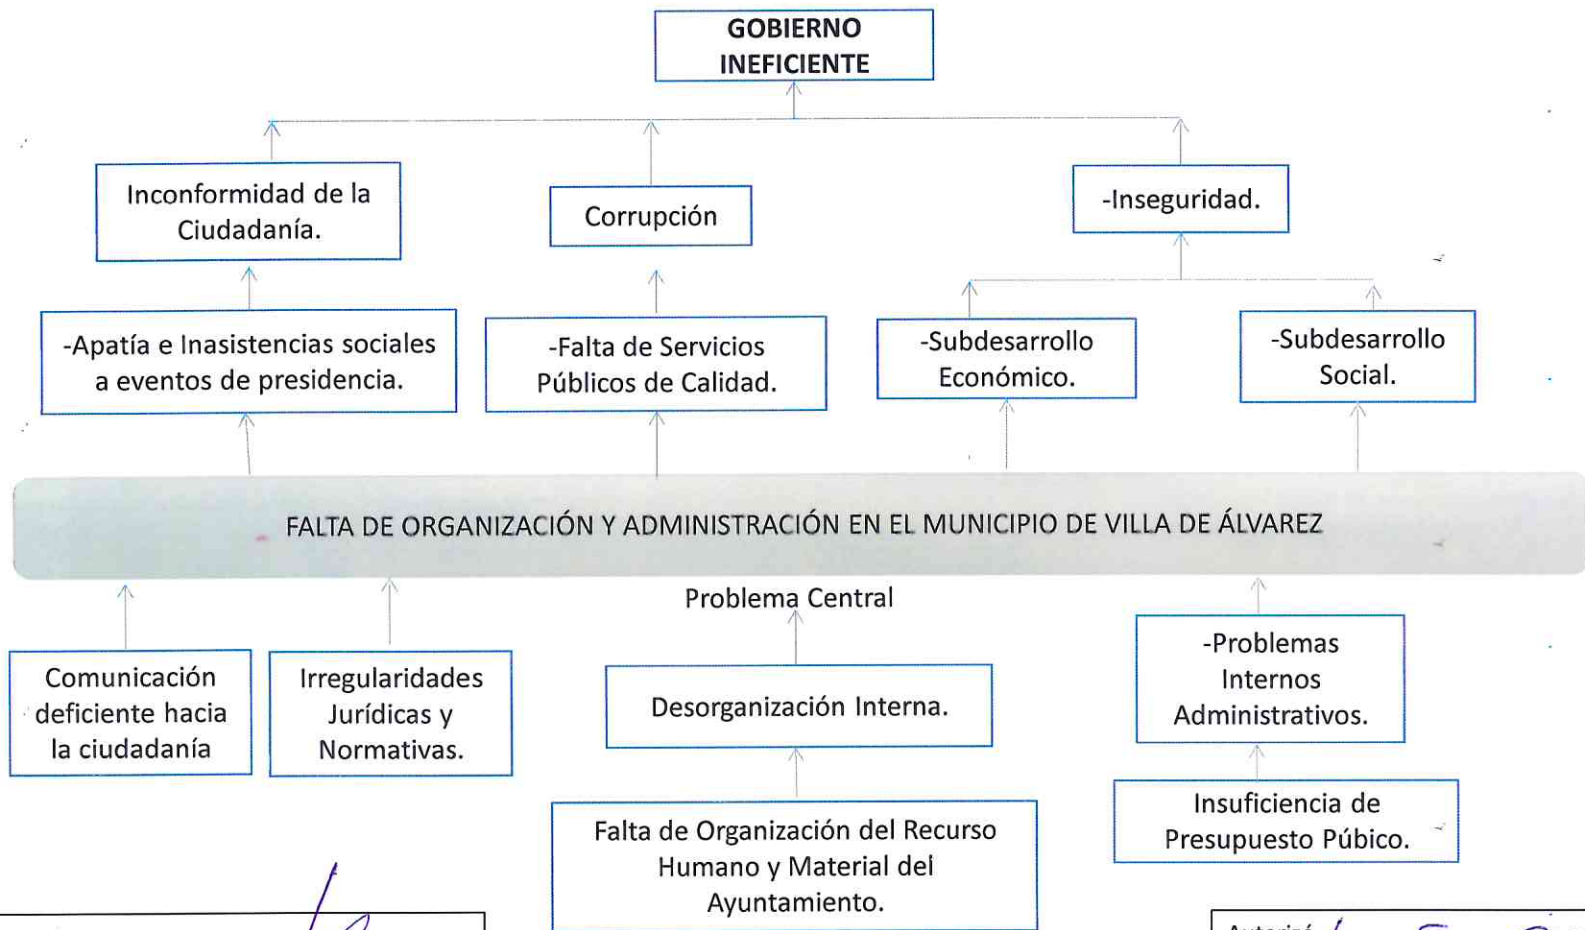 GOBIERNO
INEFICIENTE
Inconformidad de la
Ciudadanía.
Corrupción
-Inseguridad.
-Apatía e Inasistencias sociales
a eventos de presidencia.
-Falta de Servicios
Públicos de Calidad.
-Subdesarrollo
Económico.
-Subdesarrollo
Social.
FALTA DE ORGANIZACIÓN Y ADMINISTRACIÓN EN EL MUNICIPIO DE VILLA DE ÁLVAREZ
Problema Central
Comunicación
deficiente hacia
la ciudadanía
Irregularidades
Jurídicas y
Normativas.
Desorganización Interna.
-Problemas
Internos
Administrativos.
Falta de Organización del Recurso
Humano y Material del
Ayuntamiento.
Insuficiencia de
Presupuesto Púbico.
Autorizó